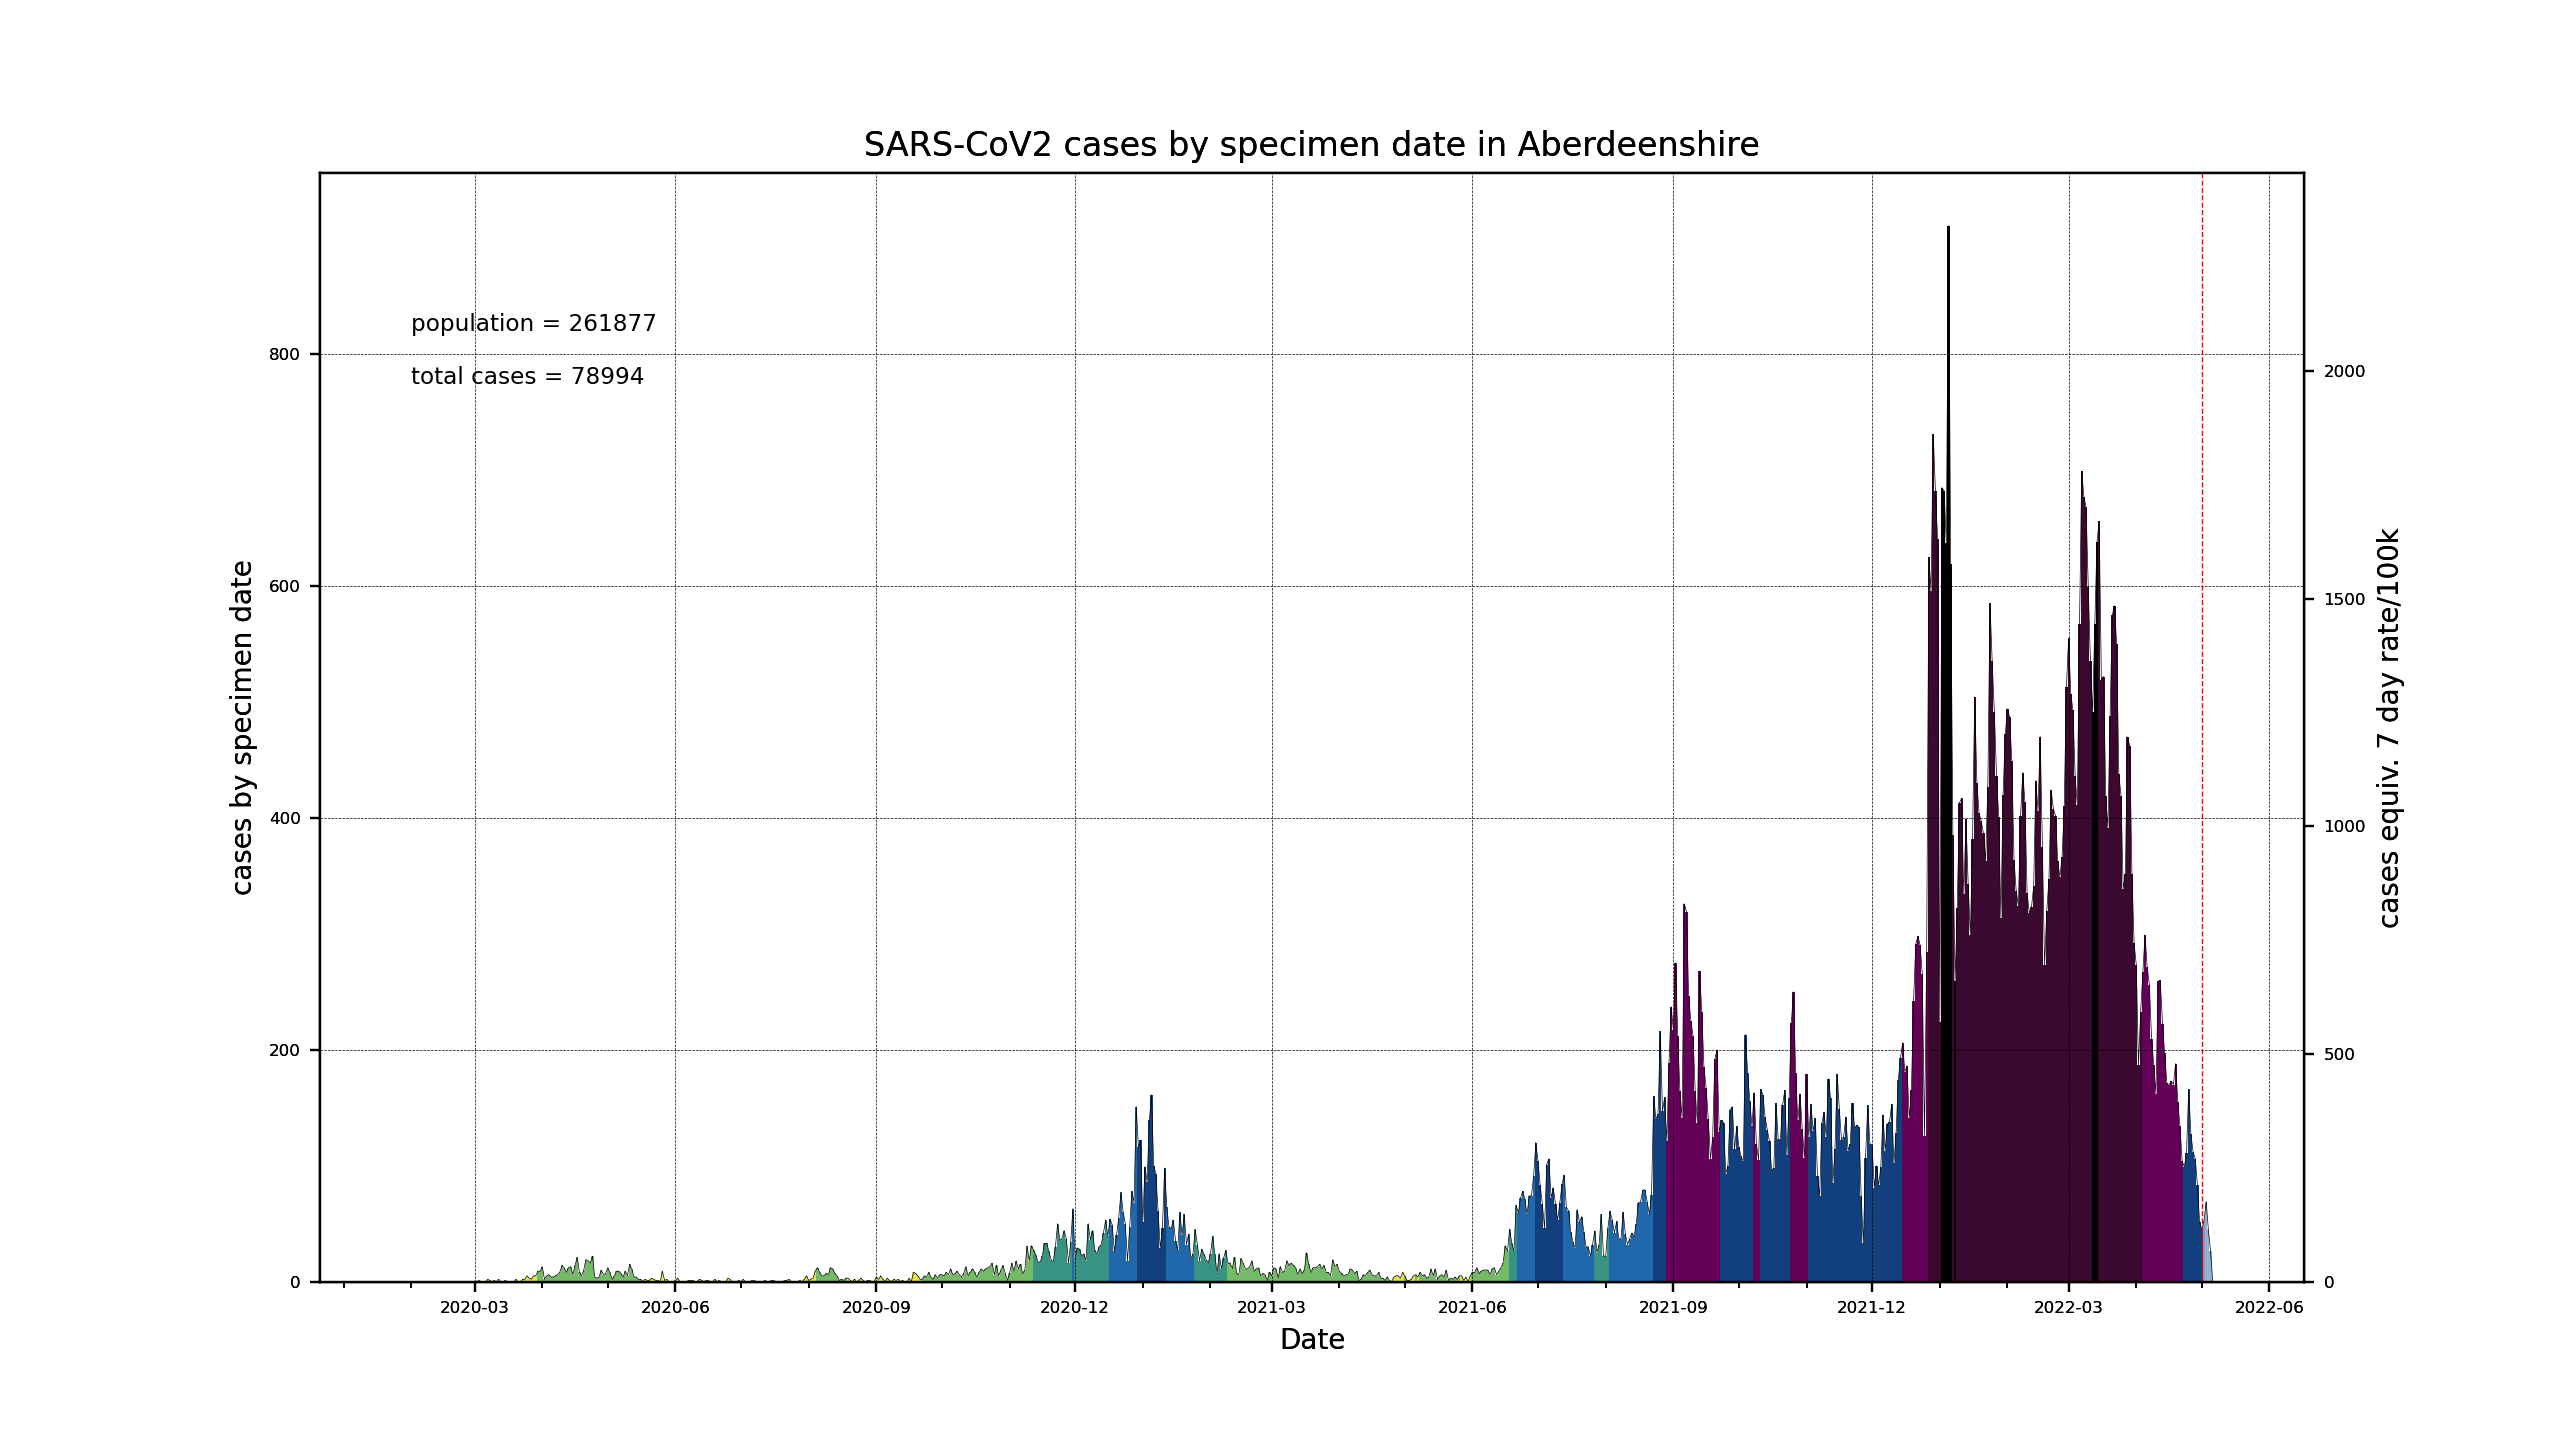 SARS-CoV2 cases by specimen date in Aberdeenshire
population = 261877
total cases = 78994
cases by specimen date
800
600
400
200
0
cases equiv. 7 day rate/100k
2000
1500
1000
500
0
2020-03 2020-06 2020-09 2020-12 2021-03 2021-06 2021-09 2021-12 2022-03 2022-06
Date